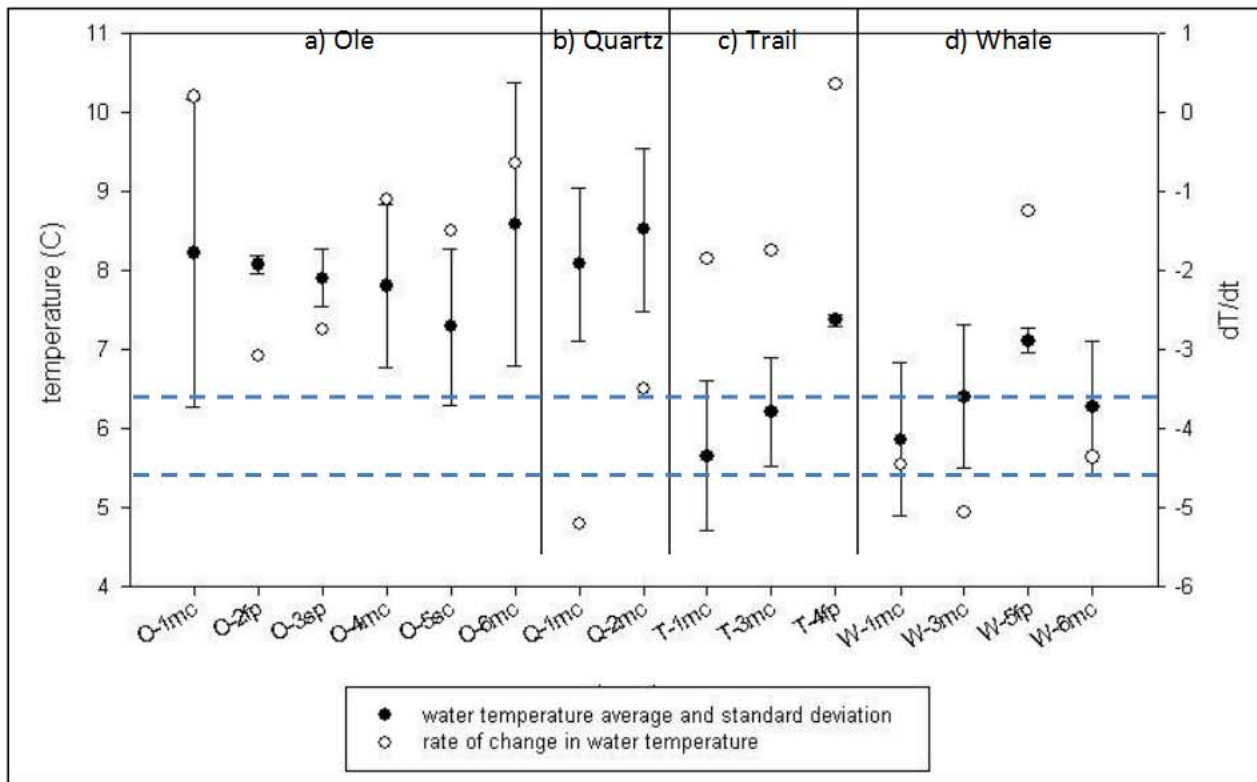 a) Ole
b) Quartz
c) Trail
d) Whale
11
10
9
8
7
6
5
4
temperature (C)
1
0
-1
-2
-3
-4
-5
-6
dT/dt
O-1mc
O-2fp
O-3sp
O-4mc
O-5sc
O-6mc
Q-1mc
Q-2mc
T-1mc
T-3mc
T-4fp
W-1mc
W-3mc
W-5fp
W-6mc
water temperature average and standard deviation
rate of change in water temperature